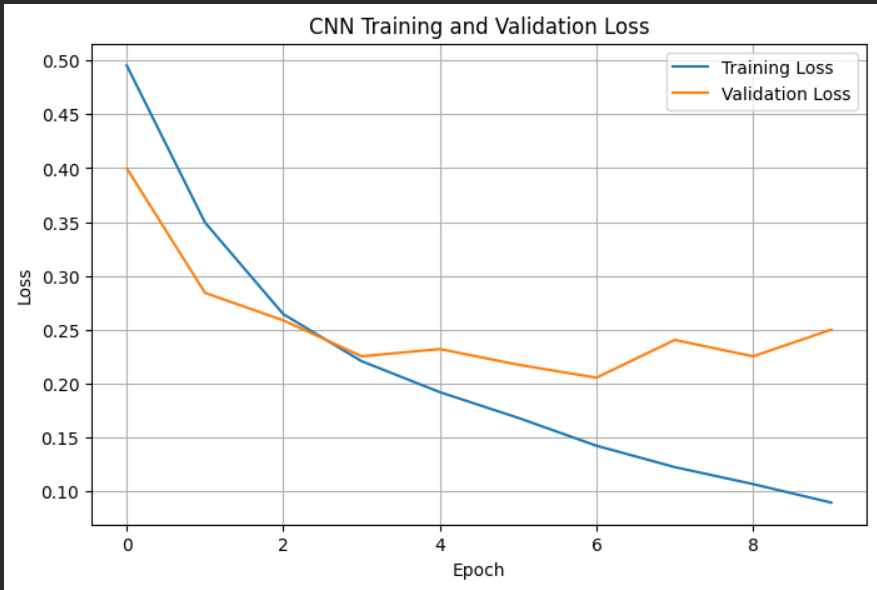 CNN Training and Validation Loss
Training Loss
Validation Loss
0.50
0.45
0.40
0.35
0.30
0.25
0.20
0.15
0.10
Loss
0 2 4 6 8
Epoch